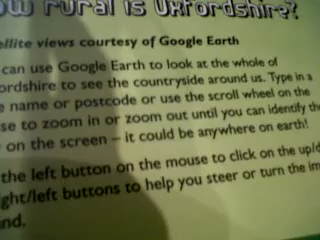 ow rural is Oxfordshire?
ellite views courtesy of Google Earth
can use Google Earth to look at the whole of
ordshire to see the countryside around us. Type in a
e name or postcode or use the scroll wheel on the
se to zoom in or zoom out until you can identify the
on the screen – it could be anywhere on earth!
the left button on the mouse to click on the up/d
ght/left buttons to help you steer or turn the im
nd.